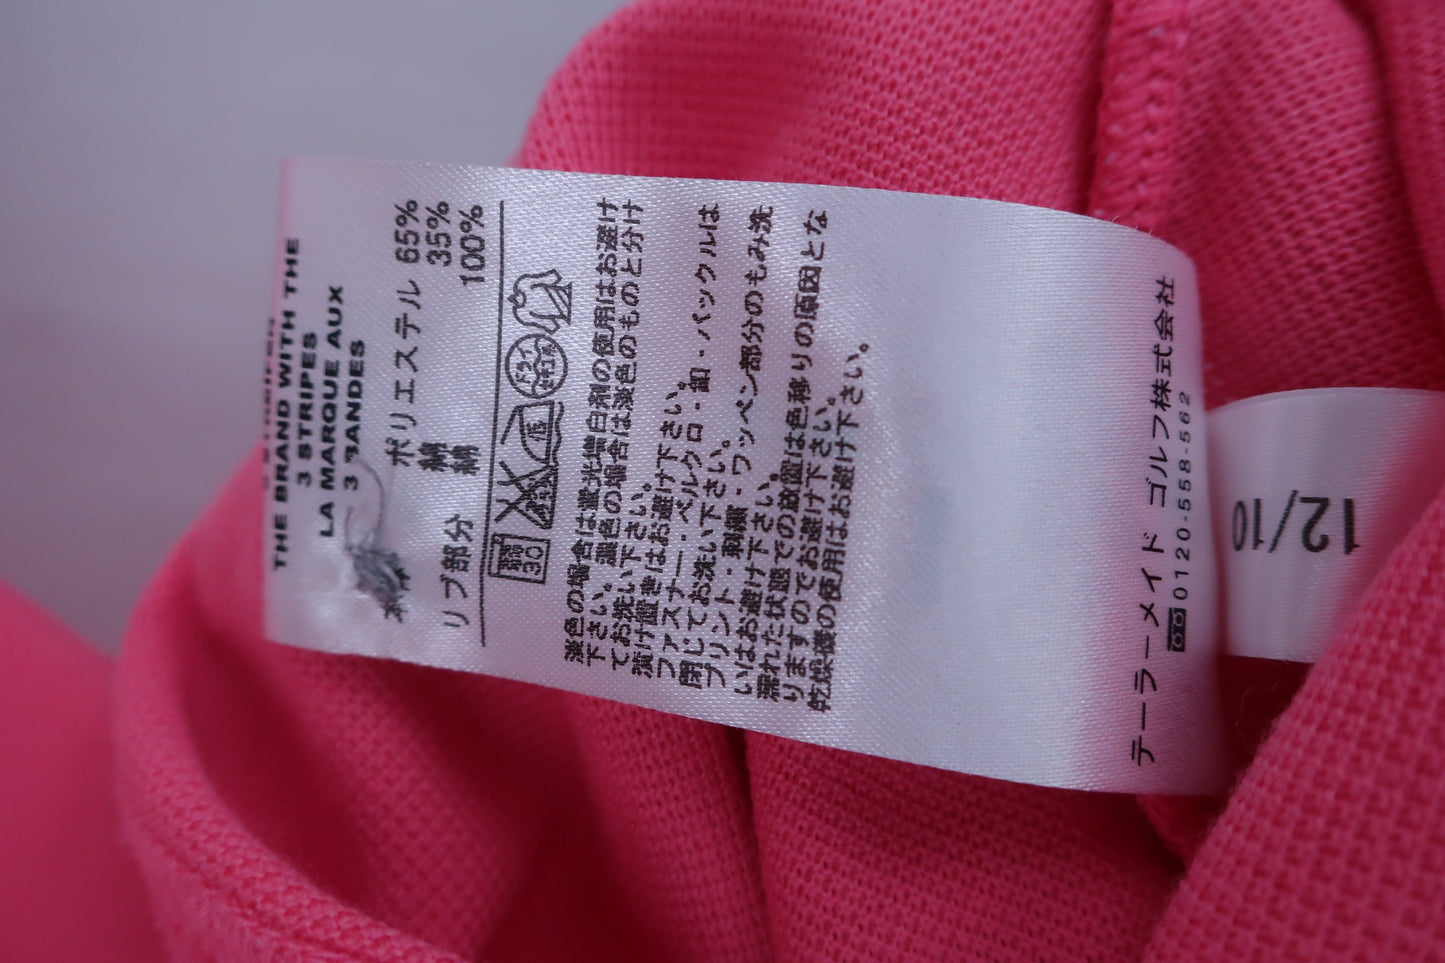 THE BRAND WITH THE
3 STRIPES
LA MARQUE AUX
3 BANDES
ポリエステル 65%
綿 35%
リブ部分 綿 100%
ドライ
30
淡色の場合は蛍光増白剤の使用はお避け
下さい。濃色の場合は淡色のものと分け
てお洗い下さい。
漬け置きはお避け下さい。
ファスナー・ベルクロ・釦・バックルは
閉じてお洗い下さい。
プリント・刺繍・ワッペン部分のもみ洗
いはお避け下さい。
濡れた状態での放置は色移りの原因とな
りますのでお避け下さい。
乾燥機の使用はお避け下さい。
テーラーメイド ゴルフ株式会社
0120-558-562
12/10